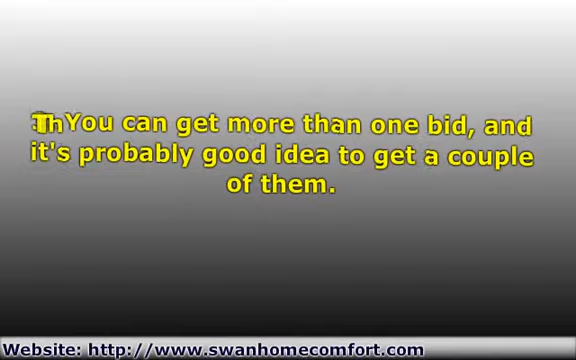 Th You can get more than one bid, and
it's probably good idea to get a couple
of them.
Website: http://www.swanhomecomfort.com